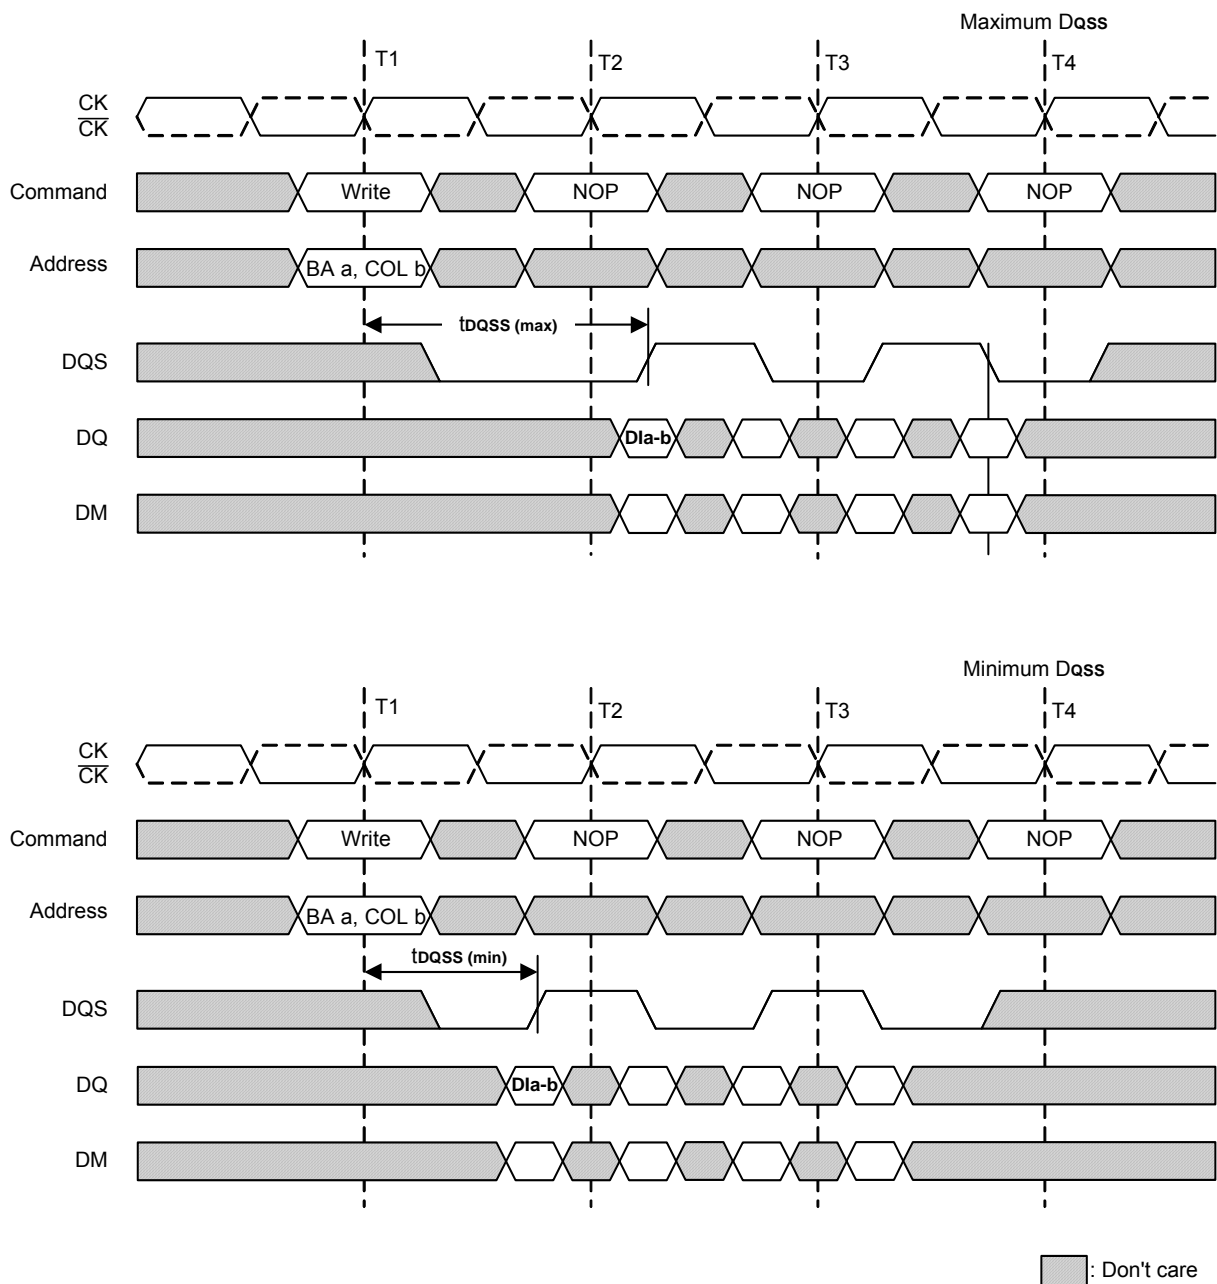 Maximum DQSS
T1 T2 T3 T4
CK
CK
Command Write NOP NOP NOP
Address BA a, COL b
tDQSS (max)
DQS
DQ DIa-b
DM
Minimum DQSS
T1 T2 T3 T4
CK
CK
Command Write NOP NOP NOP
Address BA a, COL b
tDQSS (min)
DQS
DQ DIa-b
DM
: Don't care